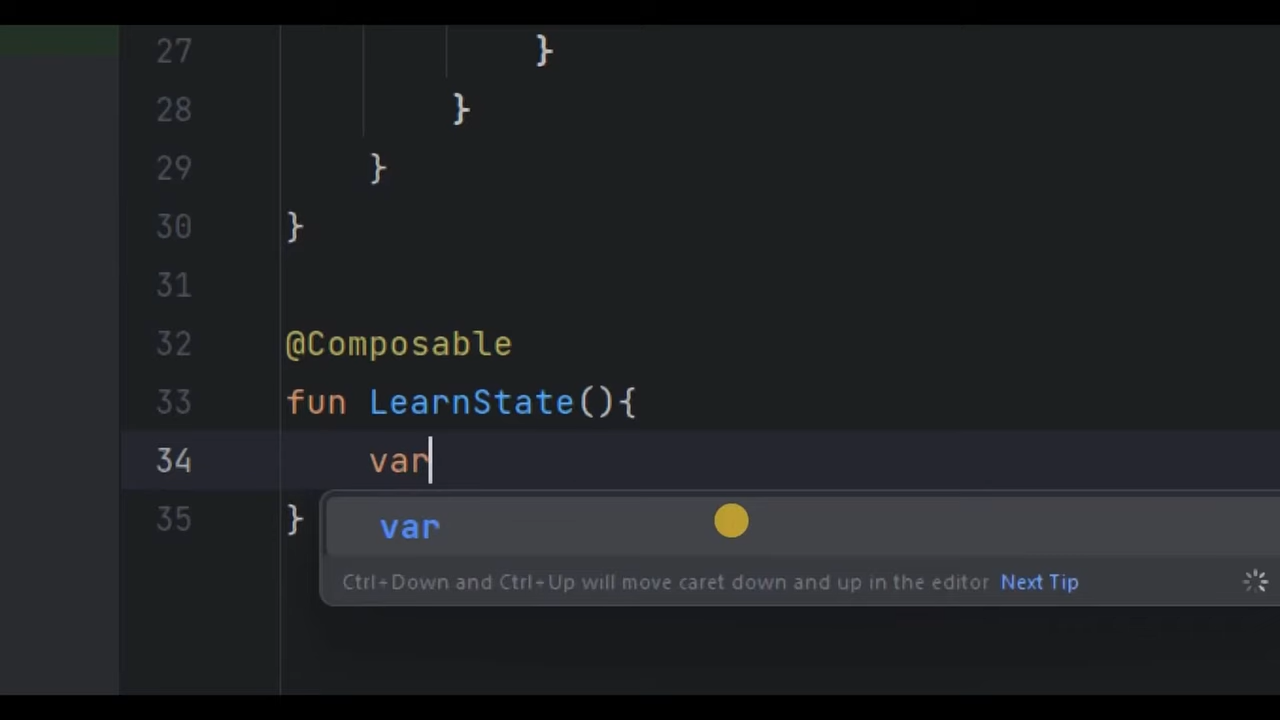 27 }
28 }
29 }
30 }
31
32 @Composable
33 fun LearnState(){
34 var
35 }
var
Ctrl+Down and Ctrl+Up will move caret down and up in the editor Next Tip